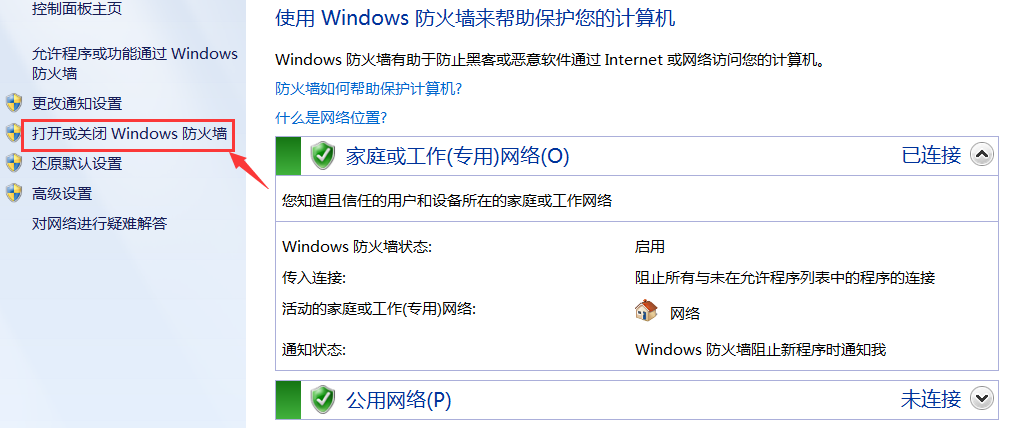 控制面板主页
允许程序或功能通过 Windows
防火墙
更改通知设置
打开或关闭 Windows 防火墙
还原默认设置
高级设置
对网络进行疑难解答
使用 Windows 防火墙来帮助保护您的计算机
Windows 防火墙有助于防止黑客或恶意软件通过 Internet 或网络访问您的计算机。
防火墙如何帮助保护计算机?
什么是网络位置?
家庭或工作(专用)网络(O) 已连接
您知道且信任的用户和设备所在的家庭或工作网络
Windows 防火墙状态: 启用
传入连接: 阻止所有与未在允许程序列表中的程序的连接
活动的家庭或工作(专用)网络: 网络
通知状态: Windows 防火墙阻止新程序时通知我
公用网络(P) 未连接